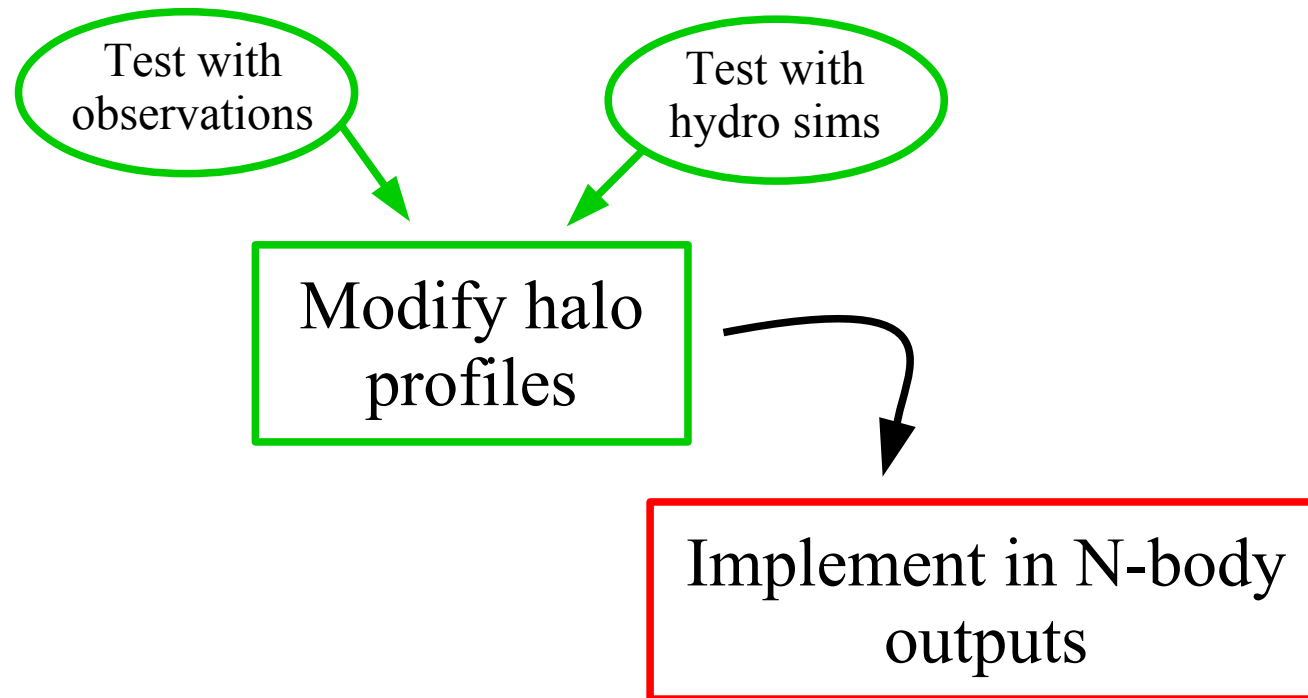 Test with
observations
Test with
hydro sims
Modify halo
profiles
Implement in N-body
outputs